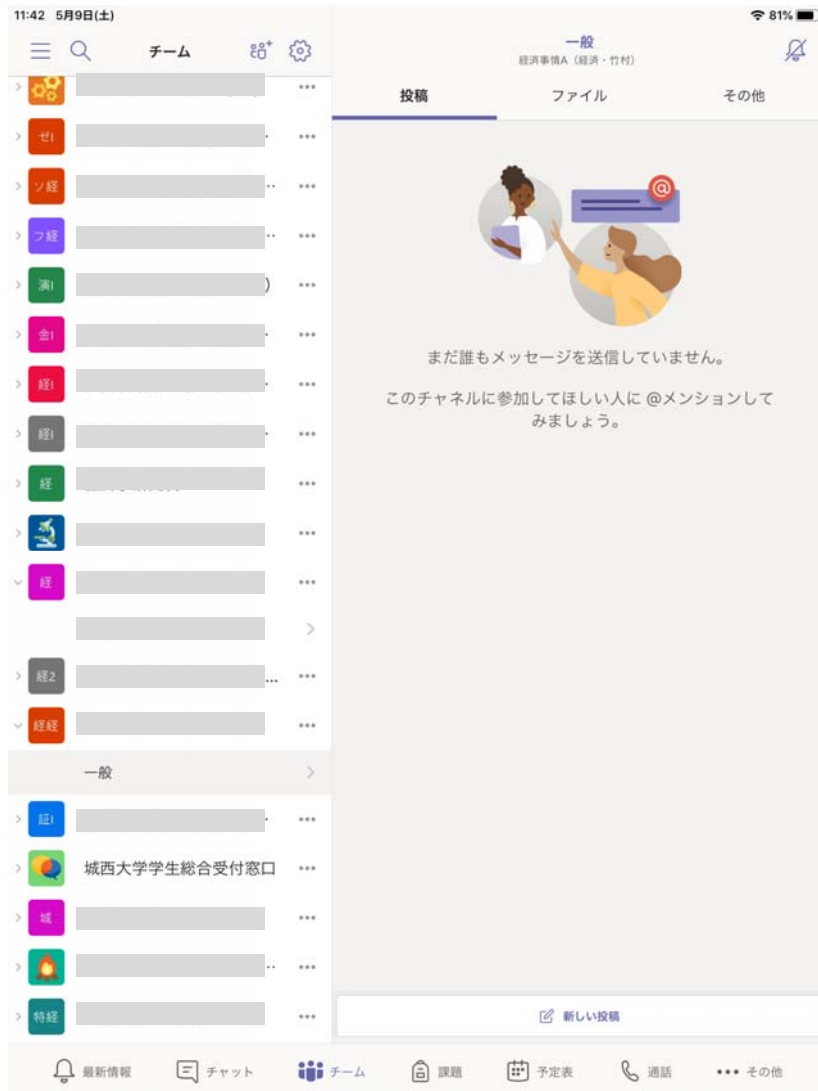 11:42 5月9日(土)
81%
チーム
一般
経済事情A（経済・竹村）
投稿
ファイル
その他
ゼI
ソ経
フ経
演I
)
金I
経I
経I
経
経
経2
...
経経
一般
証I
城西大学学生総合受付窓口
城
特経
@
まだ誰もメッセージを送信していません。
このチャネルに参加してほしい人に @メンションして
みましょう。
新しい投稿
最新情報
チャット
チーム
課題
予定表
通話
その他